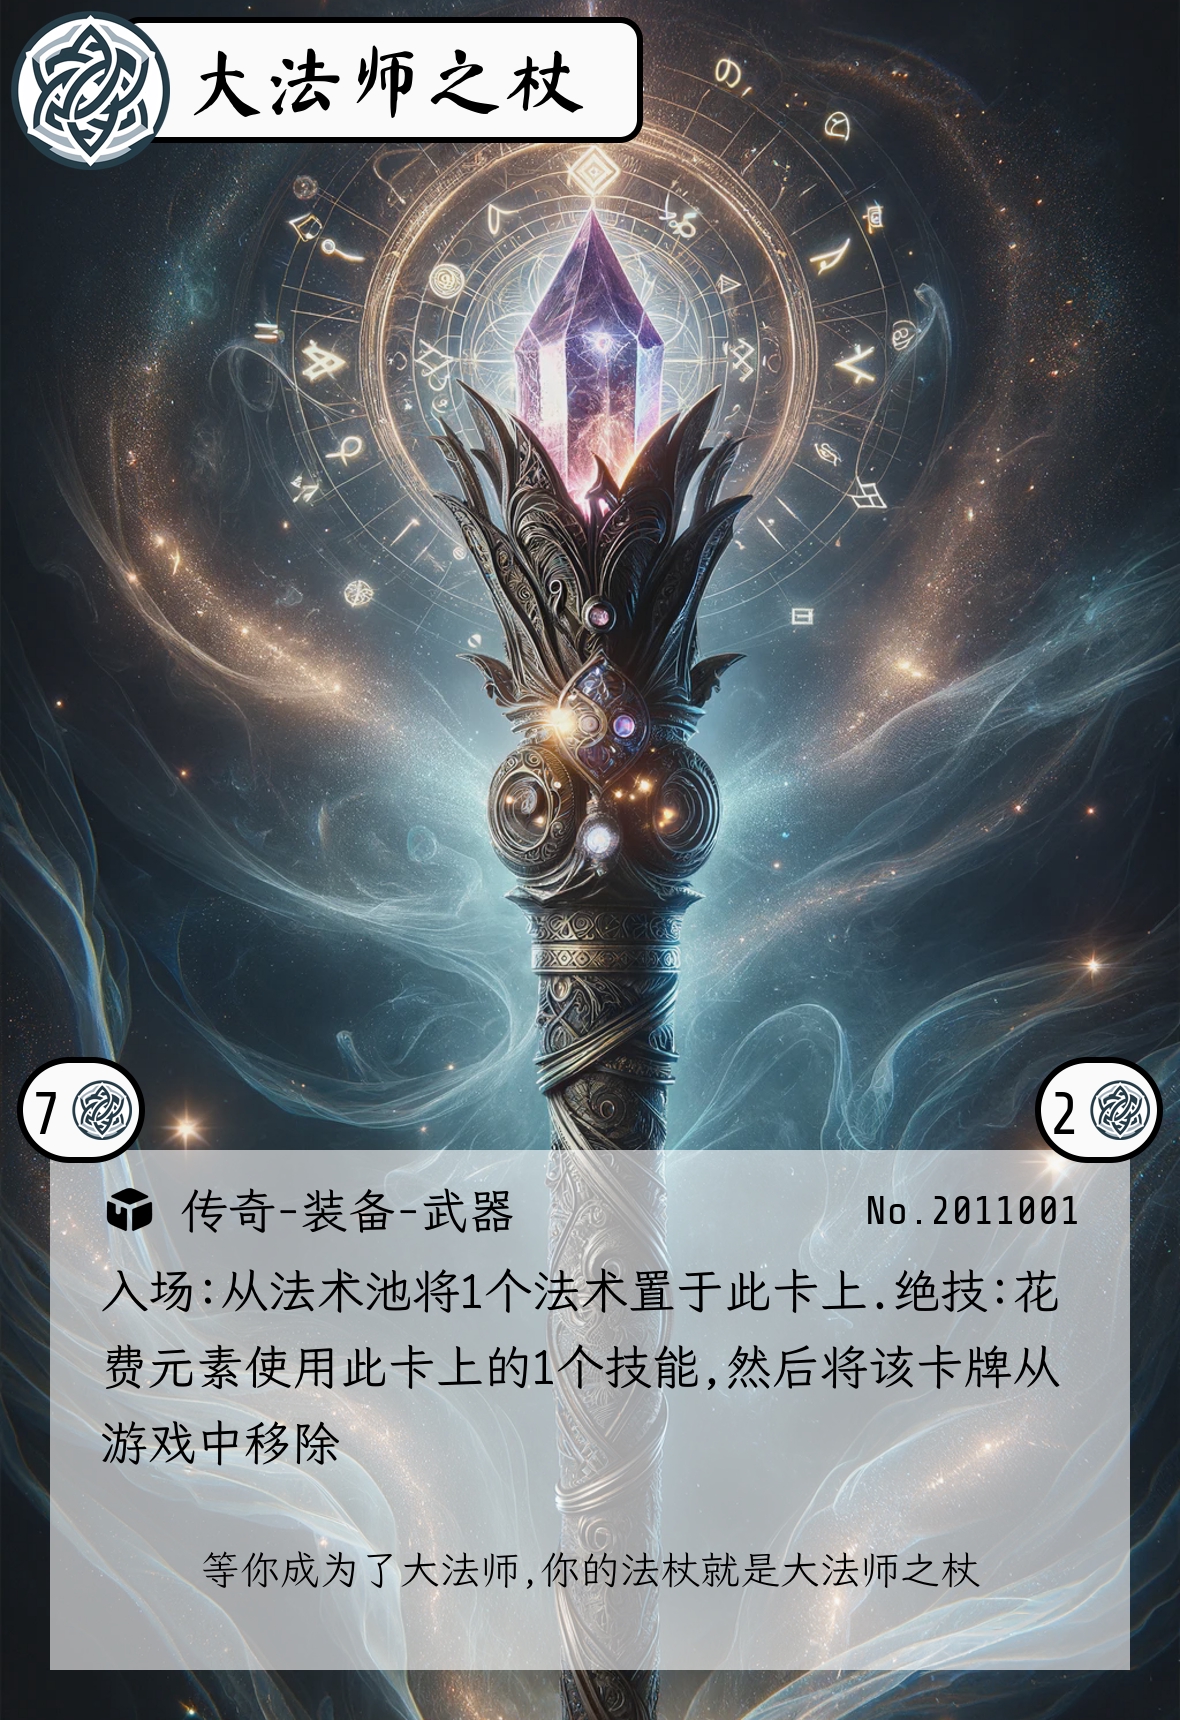 大法师之杖
7
2
传奇-装备-武器
No.2011001
入场:从法术池将1个法术置于此卡上.绝技:花
费元素使用此卡上的1个技能,然后将该卡牌从
游戏中移除
等你成为了大法师,你的法杖就是大法师之杖